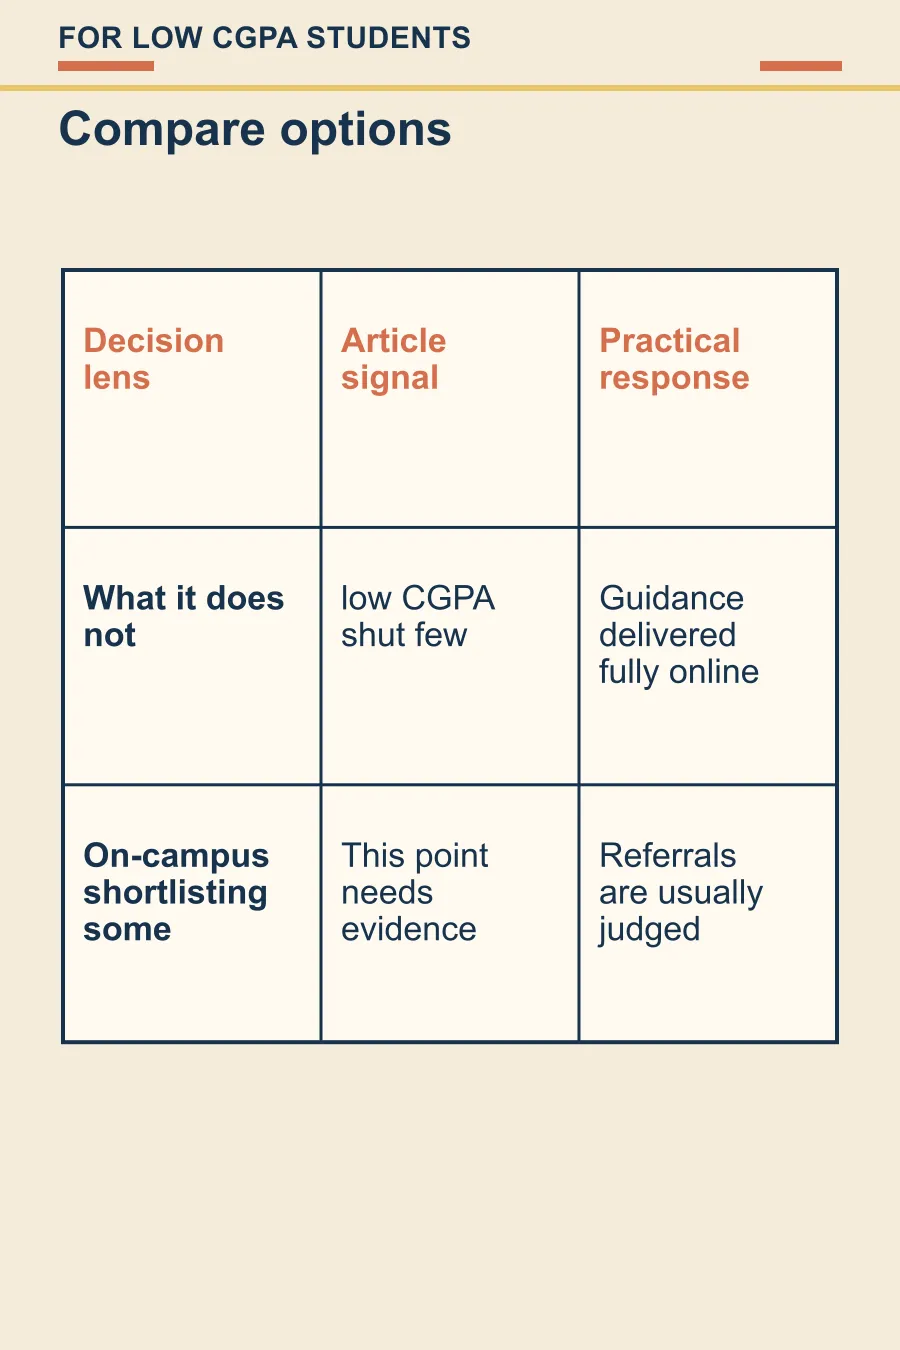 FOR LOW CGPA STUDENTS
Compare options
Decision
lens
Article
signal
Practical
response
What it does
not
low CGPA
shut few
Guidance
delivered
fully online
On-campus
shortlisting
some
This point
needs
evidence
Referrals
are usually
judged